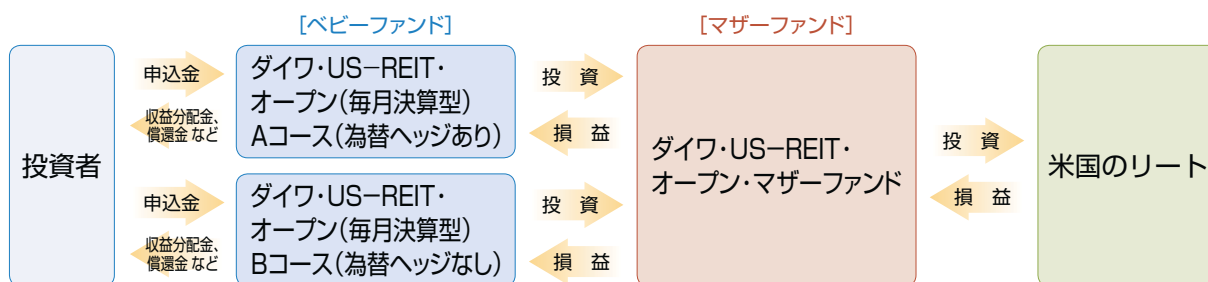 [ベビーファンド]
[マザーファンド]
投資者
申込金
収益分配金、
償還金 など
ダイワ・US−REIT・
オープン(毎月決算型)
Aコース(為替ヘッジあり)
投 資
損 益
申込金
収益分配金、
償還金 など
ダイワ・US−REIT・
オープン(毎月決算型)
Bコース(為替ヘッジなし)
投 資
損 益
ダイワ・US−REIT・
オープン・マザーファンド
投 資
損 益
米国のリート